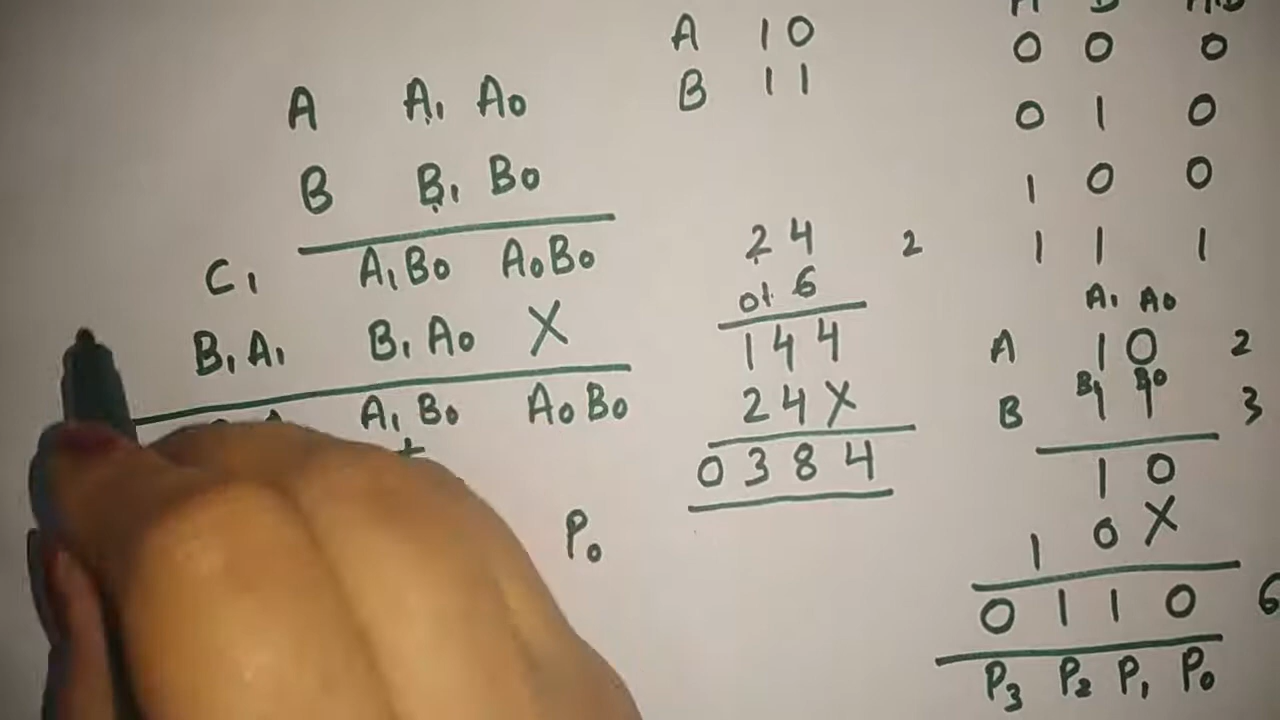 A A₁ A₀
B B₁ B₀
C₁ A₁B₀ A₀B₀
B₁A₁ B₁A₀ X
A₁B₀ A₀B₀
+
P₀
A 1 0
B 1 1
2 4 2
01 6
1 4 4
2 4 X
0 3 8 4
0 0 0
0 1 0
1 0 0
1 1 1
A₁ A₀
A 1 0 2
B₁ B₀
B 1 1 3
1 0
1 0 X
0 1 1 0 6
P₃ P₂ P₁ P₀